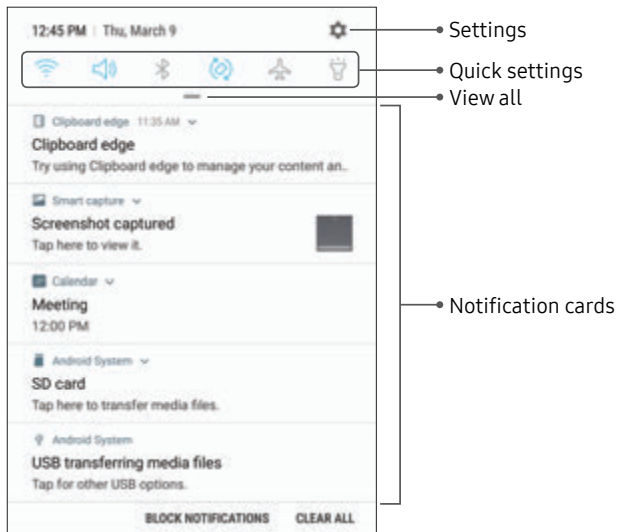 12:45 PM | Thu, March 9
Settings
Quick settings
View all
Clipboard edge 11:35 AM
Clipboard edge
Try using Clipboard edge to manage your content an..
Smart capture
Screenshot captured
Tap here to view it.
Calendar
Meeting
12:00 PM
Notification cards
Android System
SD card
Tap here to transfer media files.
Android System
USB transferring media files
Tap for other USB options.
BLOCK NOTIFICATIONS CLEAR ALL